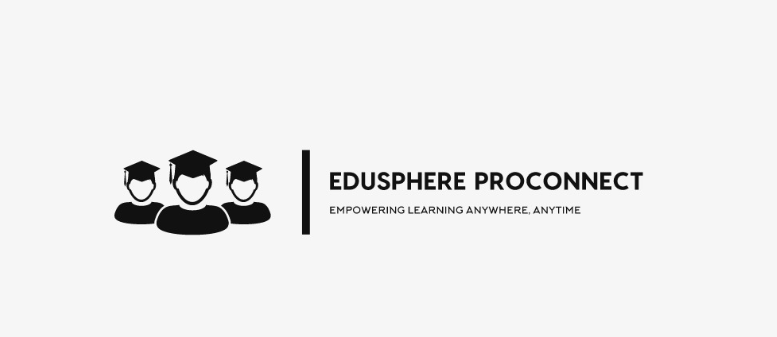 EDUSPHERE PROCONNECT
EMPOWERING LEARNING ANYWHERE, ANYTIME